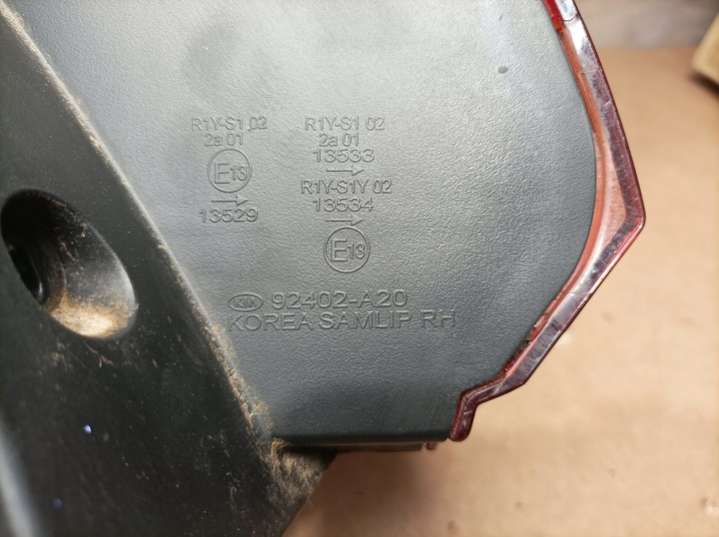 R1Y-S1 02
2a 01
E13
13529
R1Y-S1 02
2a 01
13533
R1Y-S1Y 02
13534
E13
KIA 92402-A20
KOREA SAMLIP RH